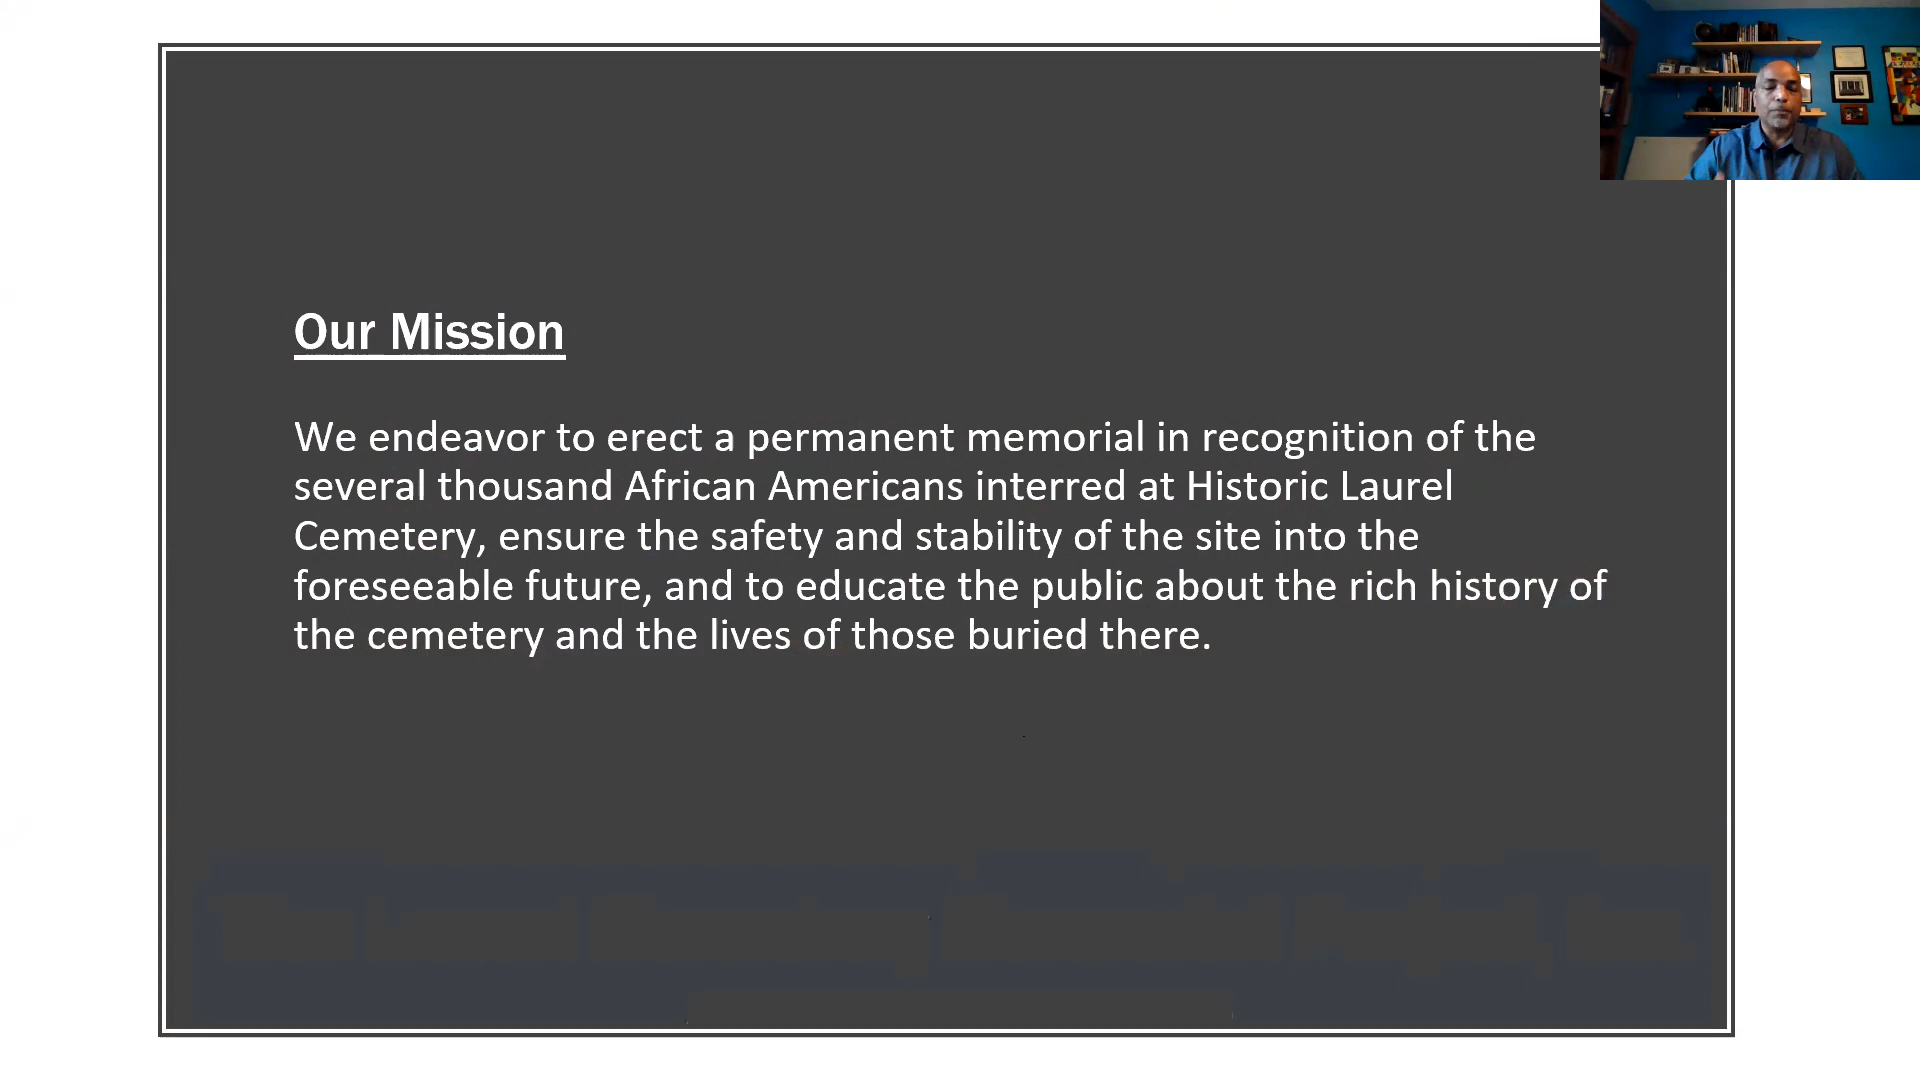 Our Mission
We endeavor to erect a permanent memorial in recognition of the
several thousand African Americans interred at Historic Laurel
Cemetery, ensure the safety and stability of the site into the
foreseeable future, and to educate the public about the rich history of
the cemetery and the lives of those buried there.